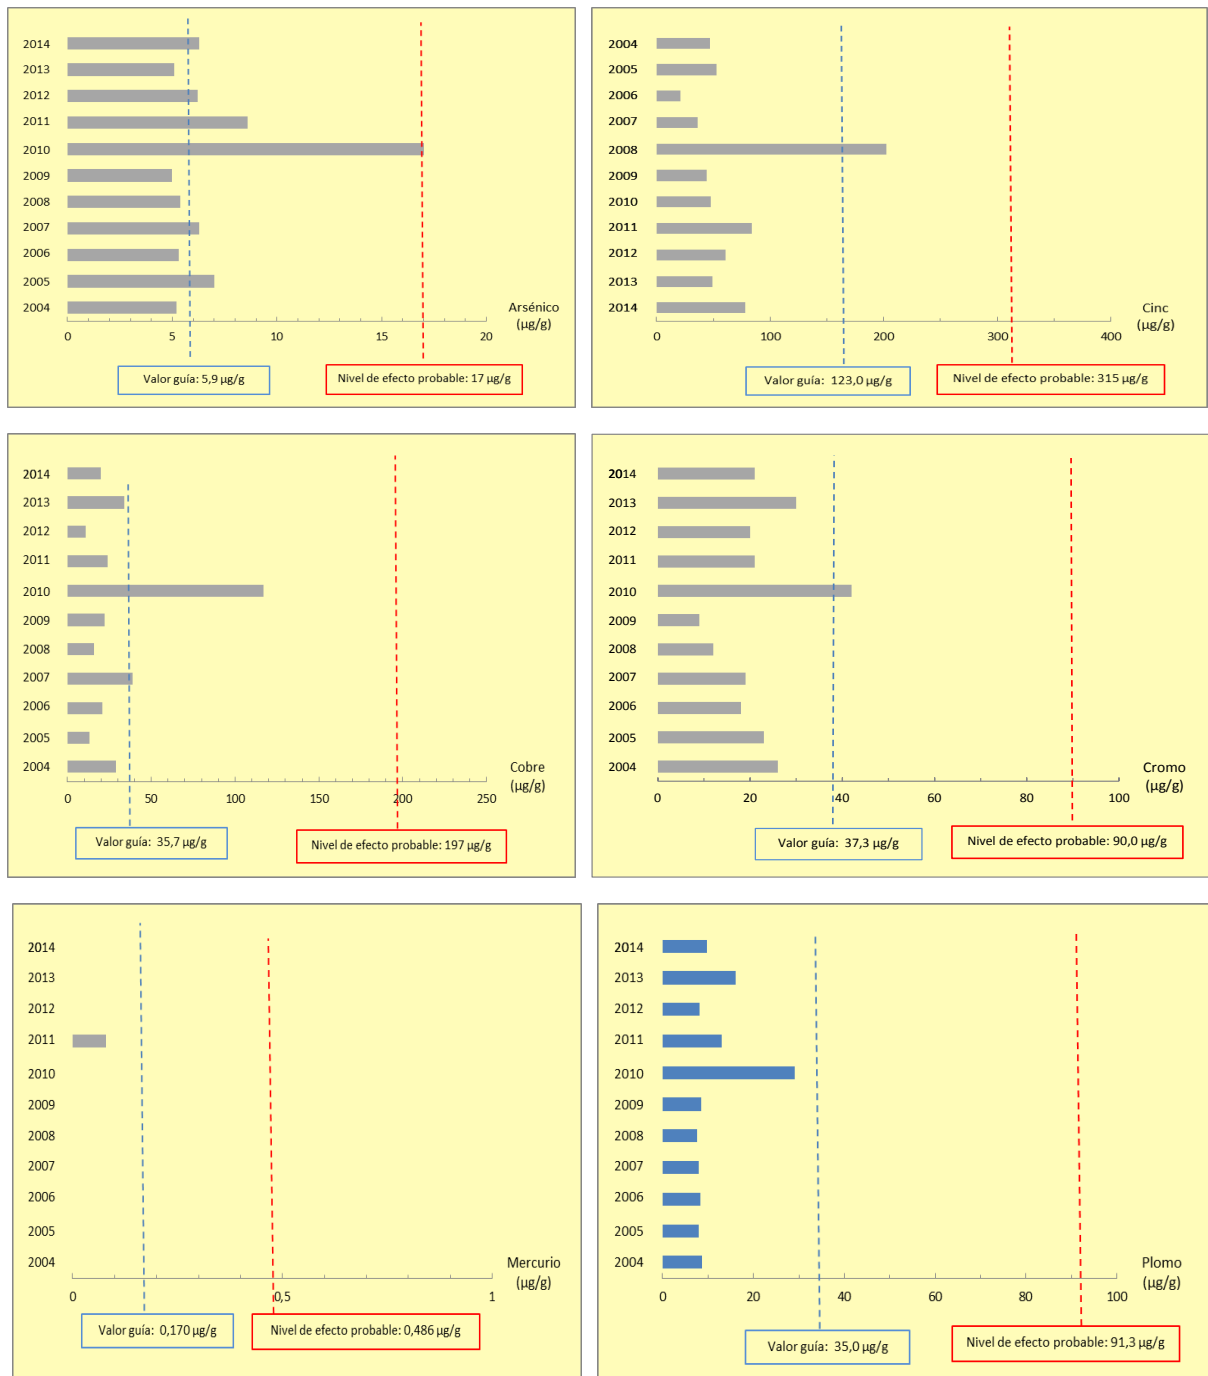 2014
2013
2012
2011
2010
2009
2008
2007
2006
2005
2004
Arsénico
(µg/g)
0 5 10 15 20
Valor guía: 5,9 µg/g
Nivel de efecto probable: 17 µg/g
2004
2005
2006
2007
2008
2009
2010
2011
2012
2013
2014
Cinc
(µg/g)
0 100 200 300 400
Valor guía: 123,0 µg/g
Nivel de efecto probable: 315 µg/g
2014
2013
2012
2011
2010
2009
2008
2007
2006
2005
2004
Cobre
(µg/g)
0 50 100 150 200 250
Valor guía: 35,7 µg/g
Nivel de efecto probable: 197 µg/g
2014
2013
2012
2011
2010
2009
2008
2007
2006
2005
2004
Cromo
(µg/g)
0 20 40 60 80 100
Valor guía: 37,3 µg/g
Nivel de efecto probable: 90,0 µg/g
2014
2013
2012
2011
2010
2009
2008
2007
2006
2005
2004
Mercurio
(µg/g)
0 0,5 1
Valor guía: 0,170 µg/g
Nivel de efecto probable: 0,486 µg/g
2014
2013
2012
2011
2010
2009
2008
2007
2006
2005
2004
Plomo
(µg/g)
0 20 40 60 80 100
Valor guía: 35,0 µg/g
Nivel de efecto probable: 91,3 µg/g